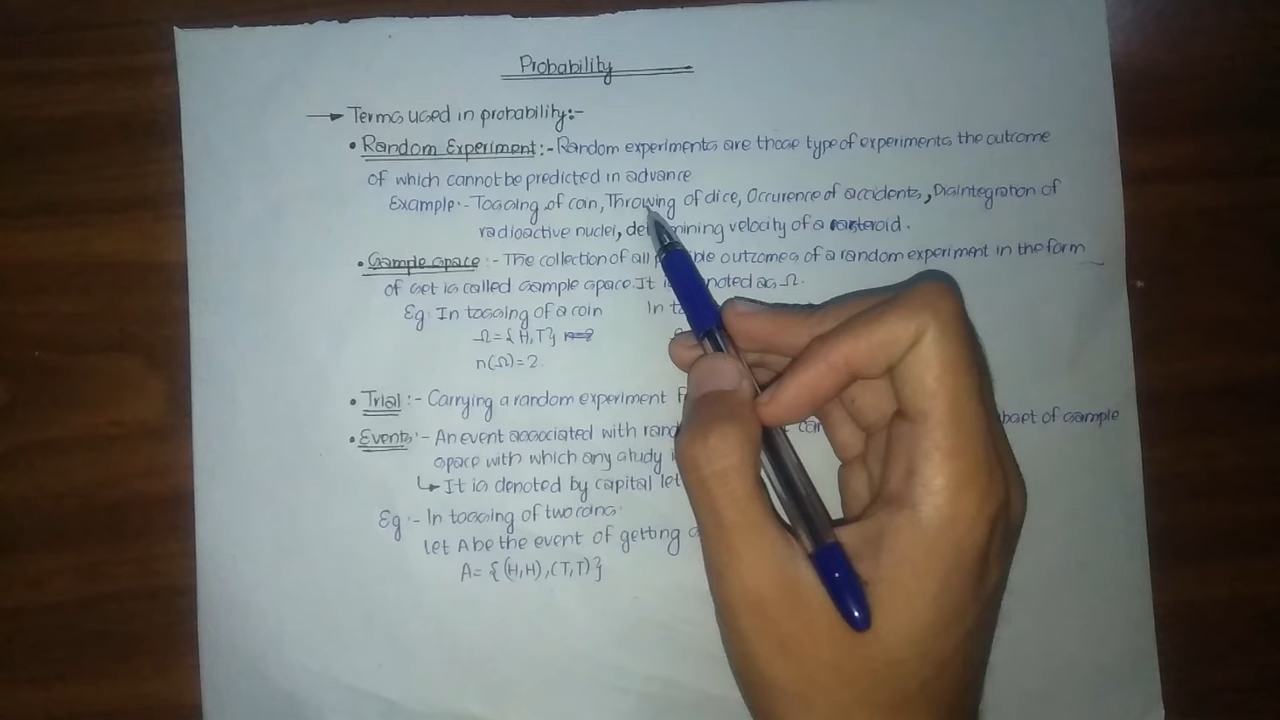 Probability
→ Terms used in probability:-
• Random Experiment:- Random experiments are those type of experiments the outcome
of which cannot be predicted in advance
Example:- Tossing of coin, Throwing of dice, Occurence of accidents, Disintegration of
radioactive nuclei, mining velocity of a asteroid.
• Sample space:- The collection of all outcomes of a random experiment in the form
of set is called sample space. It noted as Ω.
Eg: In tossing of a coin In
Ω = {H,T}
n(Ω)=2
• Trial:- Carrying a random experiment
• Events:- An event associated with can of sample
space with which any study
↳ It is denoted by capital
Eg:- In tossing of two coins
let A be the event of getting
A= {(H,H),(T,T)}